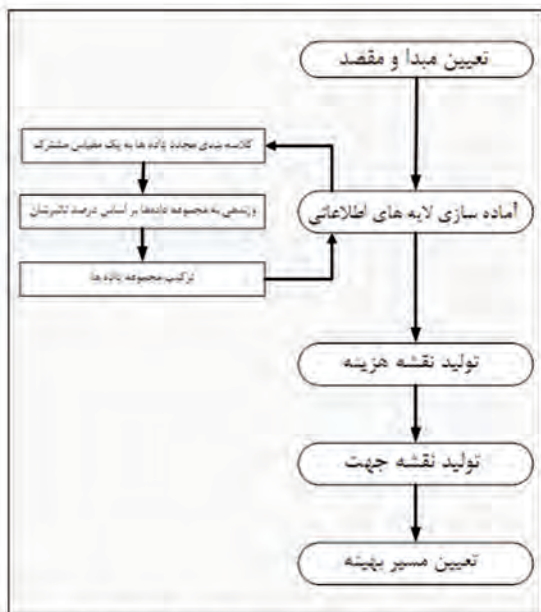 تعیین مبدا و مقصد
کلاسه بندی مجدد داده ها به یک مقیاس مشترک
وزندهی به مجموعه دادهها بر اساس درصد تاثیرشان
ترکیب مجموعه داده ها
آماده سازی لایه های اطلاعاتی
تولید نقشه هزینه
تولید نقشه جهت
تعیین مسیر بهینه